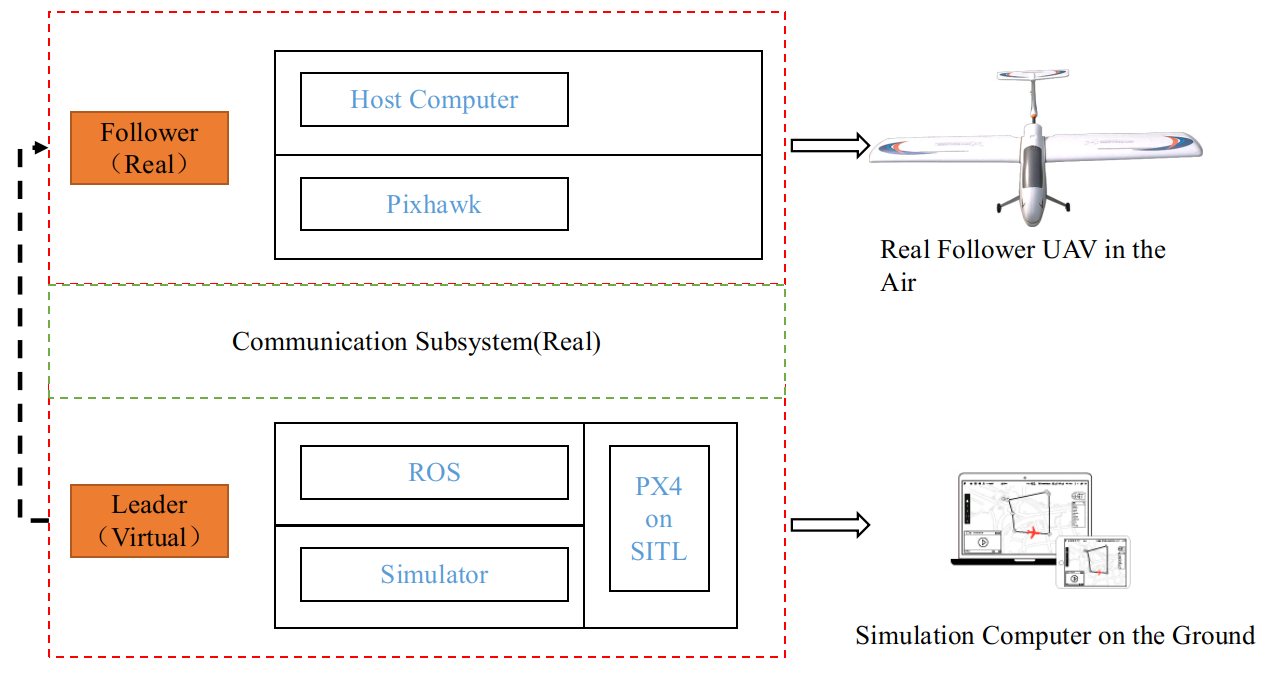 Follower
（Real）
Host Computer
Pixhawk
Real Follower UAV in the
Air
Communication Subsystem(Real)
Leader
（Virtual）
ROS
Simulator
PX4
on
SITL
Simulation Computer on the Ground